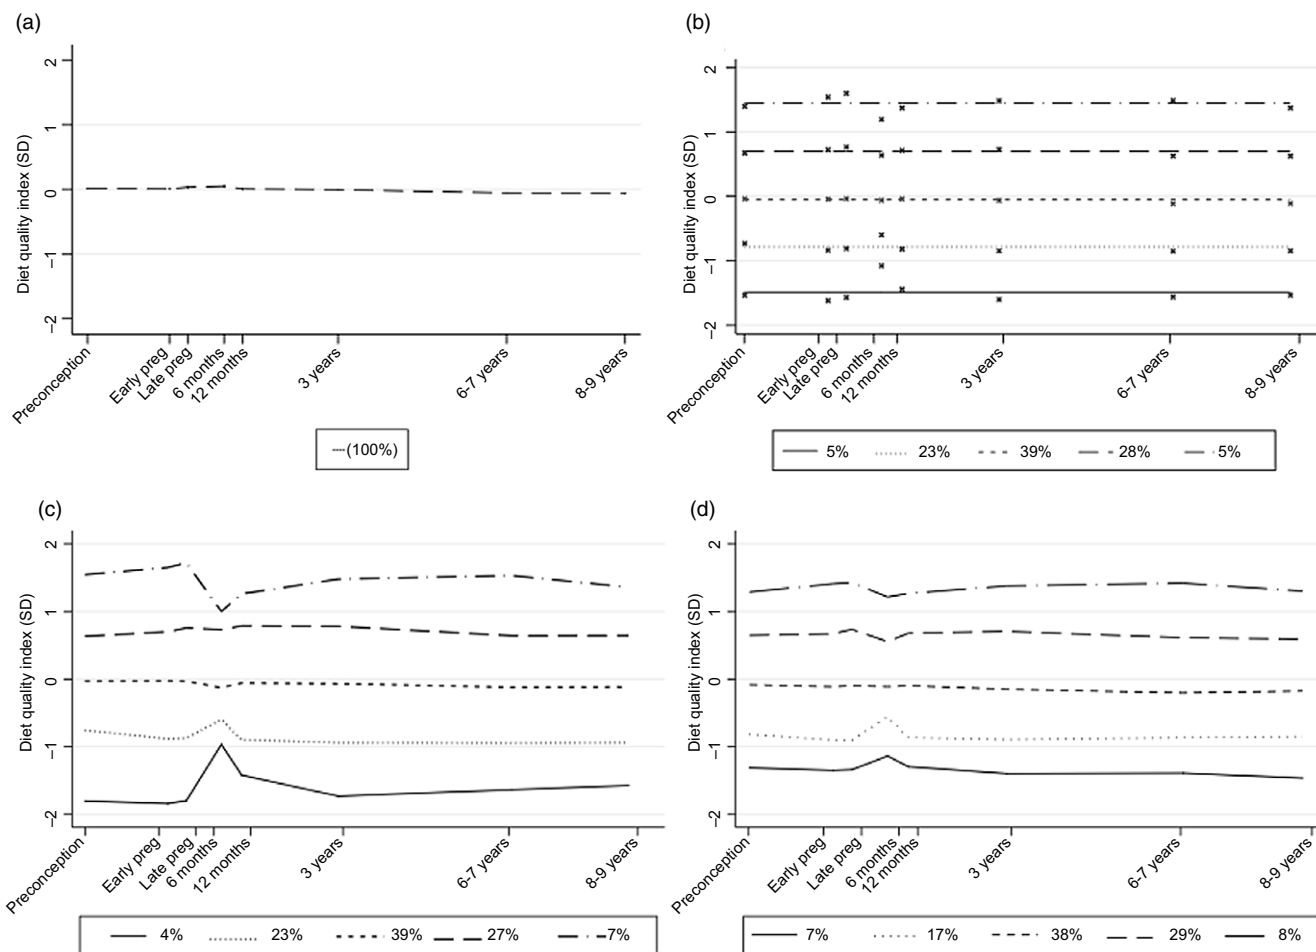 (a)
Diet quality index (SD)
2
1
0
−1
−2
Preconception
Early preg
Late preg
6 months
12 months
3 years
6-7 years
8-9 years
(100%)
(b)
Diet quality index (SD)
2
1
0
−1
−2
Preconception
Early preg
Late preg
6 months
12 months
3 years
6-7 years
8-9 years
5% 23% 39% 28% 5%
(c)
Diet quality index (SD)
2
1
0
−1
−2
Preconception
Early preg
Late preg
6 months
12 months
3 years
6-7 years
8-9 years
4% 23% 39% 27% 7%
(d)
Diet quality index (SD)
2
1
0
−1
−2
Preconception
Early preg
Late preg
6 months
12 months
3 years
6-7 years
8-9 years
7% 17% 38% 29% 8%